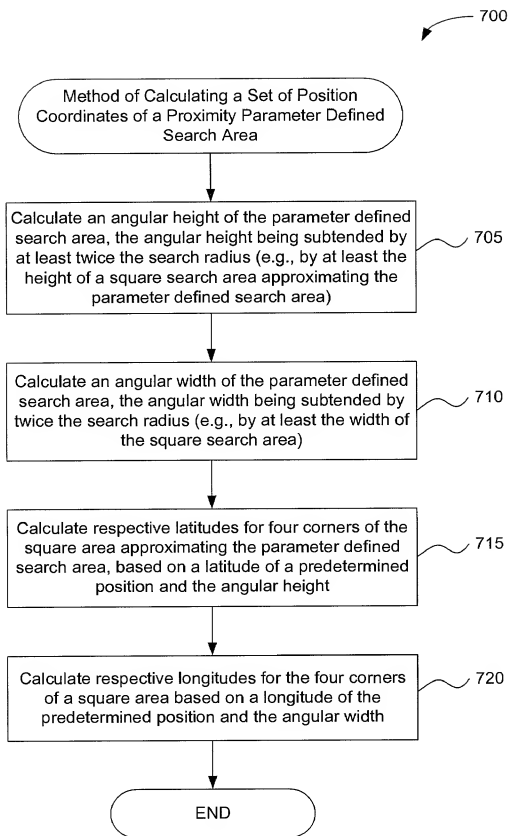 700
Method of Calculating a Set of Position
Coordinates of a Proximity Parameter Defined
Search Area
Calculate an angular height of the parameter defined
search area, the angular height being subtended by
at least twice the search radius (e.g., by at least the
height of a square search area approximating the
parameter defined search area)
705
Calculate an angular width of the parameter defined
search area, the angular width being subtended by
twice the search radius (e.g., by at least the width of
the square search area)
710
Calculate respective latitudes for four corners of the
square area approximating the parameter defined
search area, based on a latitude of a predetermined
position and the angular height
715
Calculate respective longitudes for the four corners
of a square area based on a longitude of the
predetermined position and the angular width
720
END